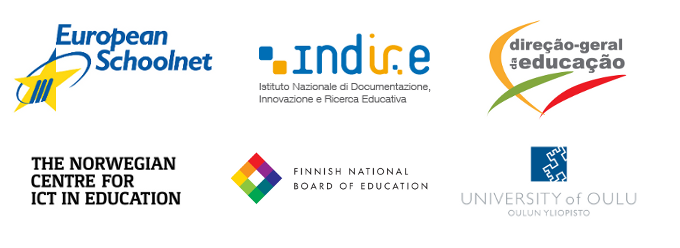 European
Schoolnet
indire
Istituto Nazionale di Documentazione,
Innovazione e Ricerca Educativa
direção-geral
da educação
THE NORWEGIAN
CENTRE FOR
ICT IN EDUCATION
FINNISH NATIONAL
BOARD OF EDUCATION
UNIVERSITY of OULU
OULUN YLIOPISTO